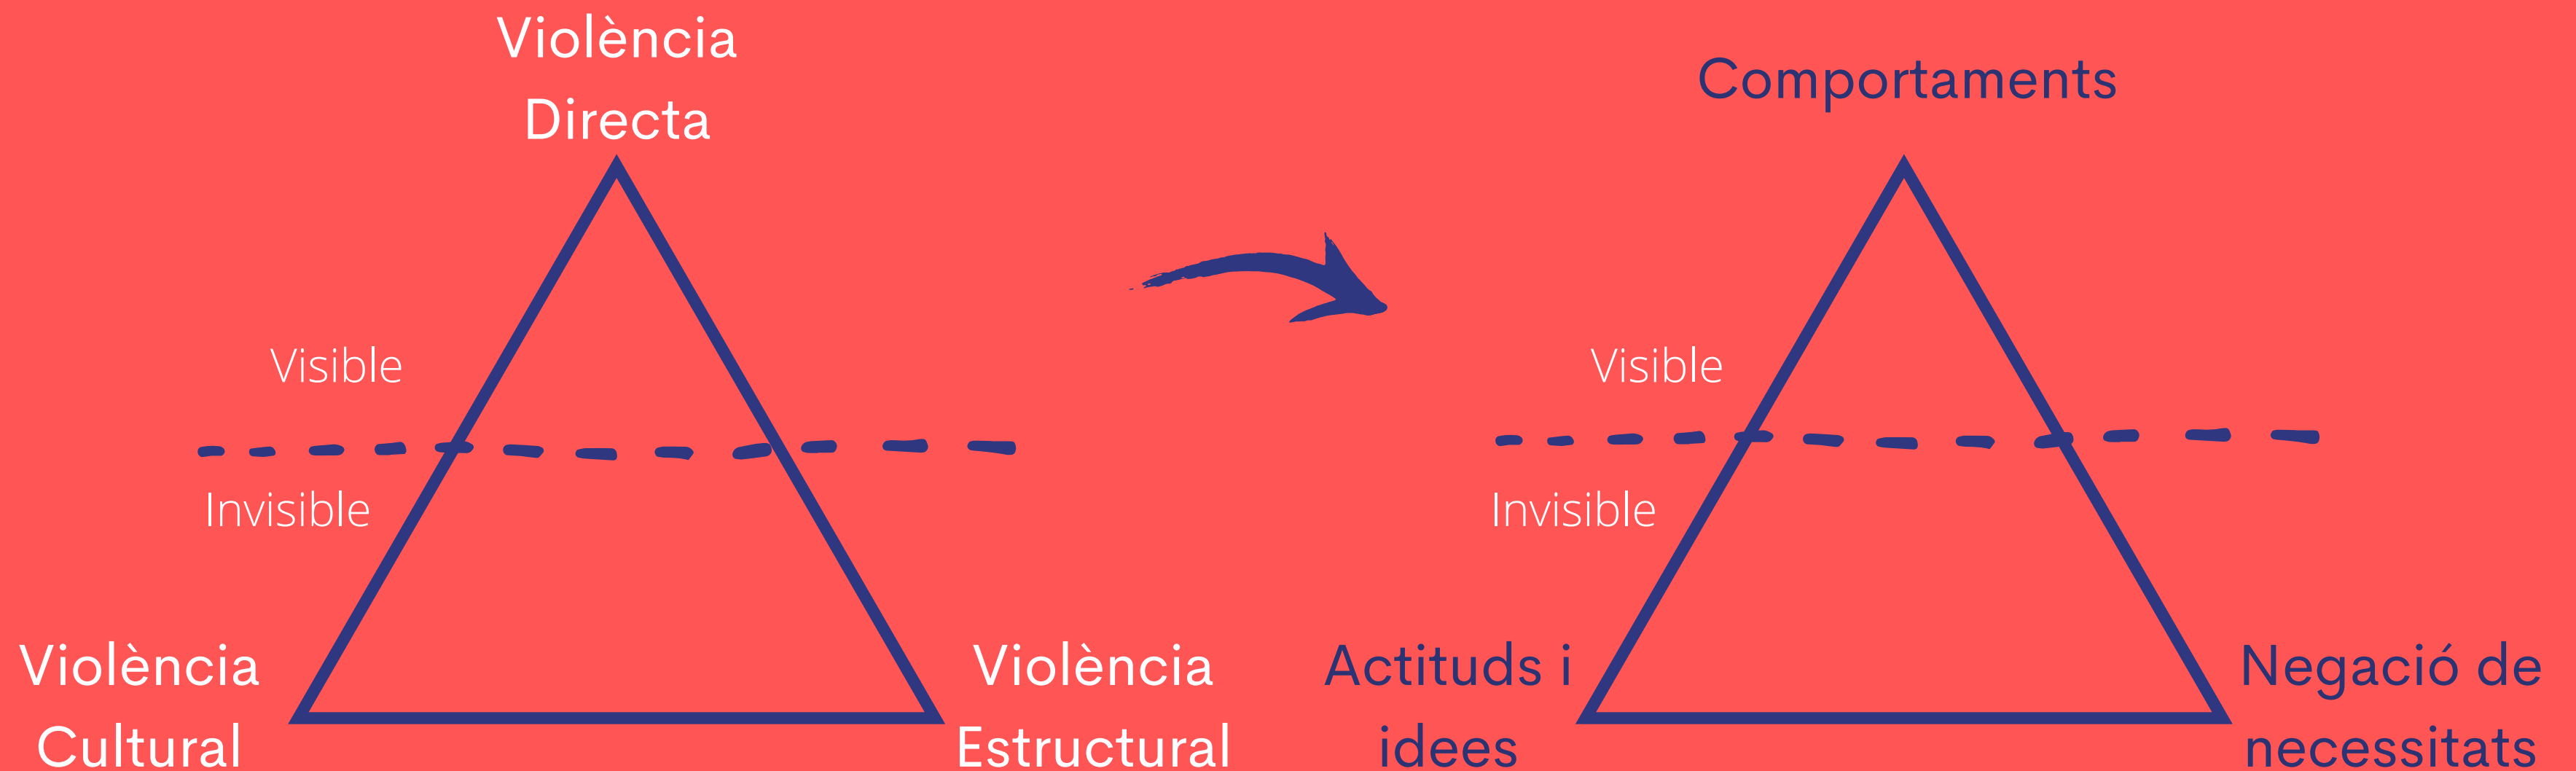 Violència
Directa
Visible
Invisible
Violència
Cultural
Violència
Estructural
Comportaments
Visible
Invisible
Actituds i
idees
Negació de
necessitats